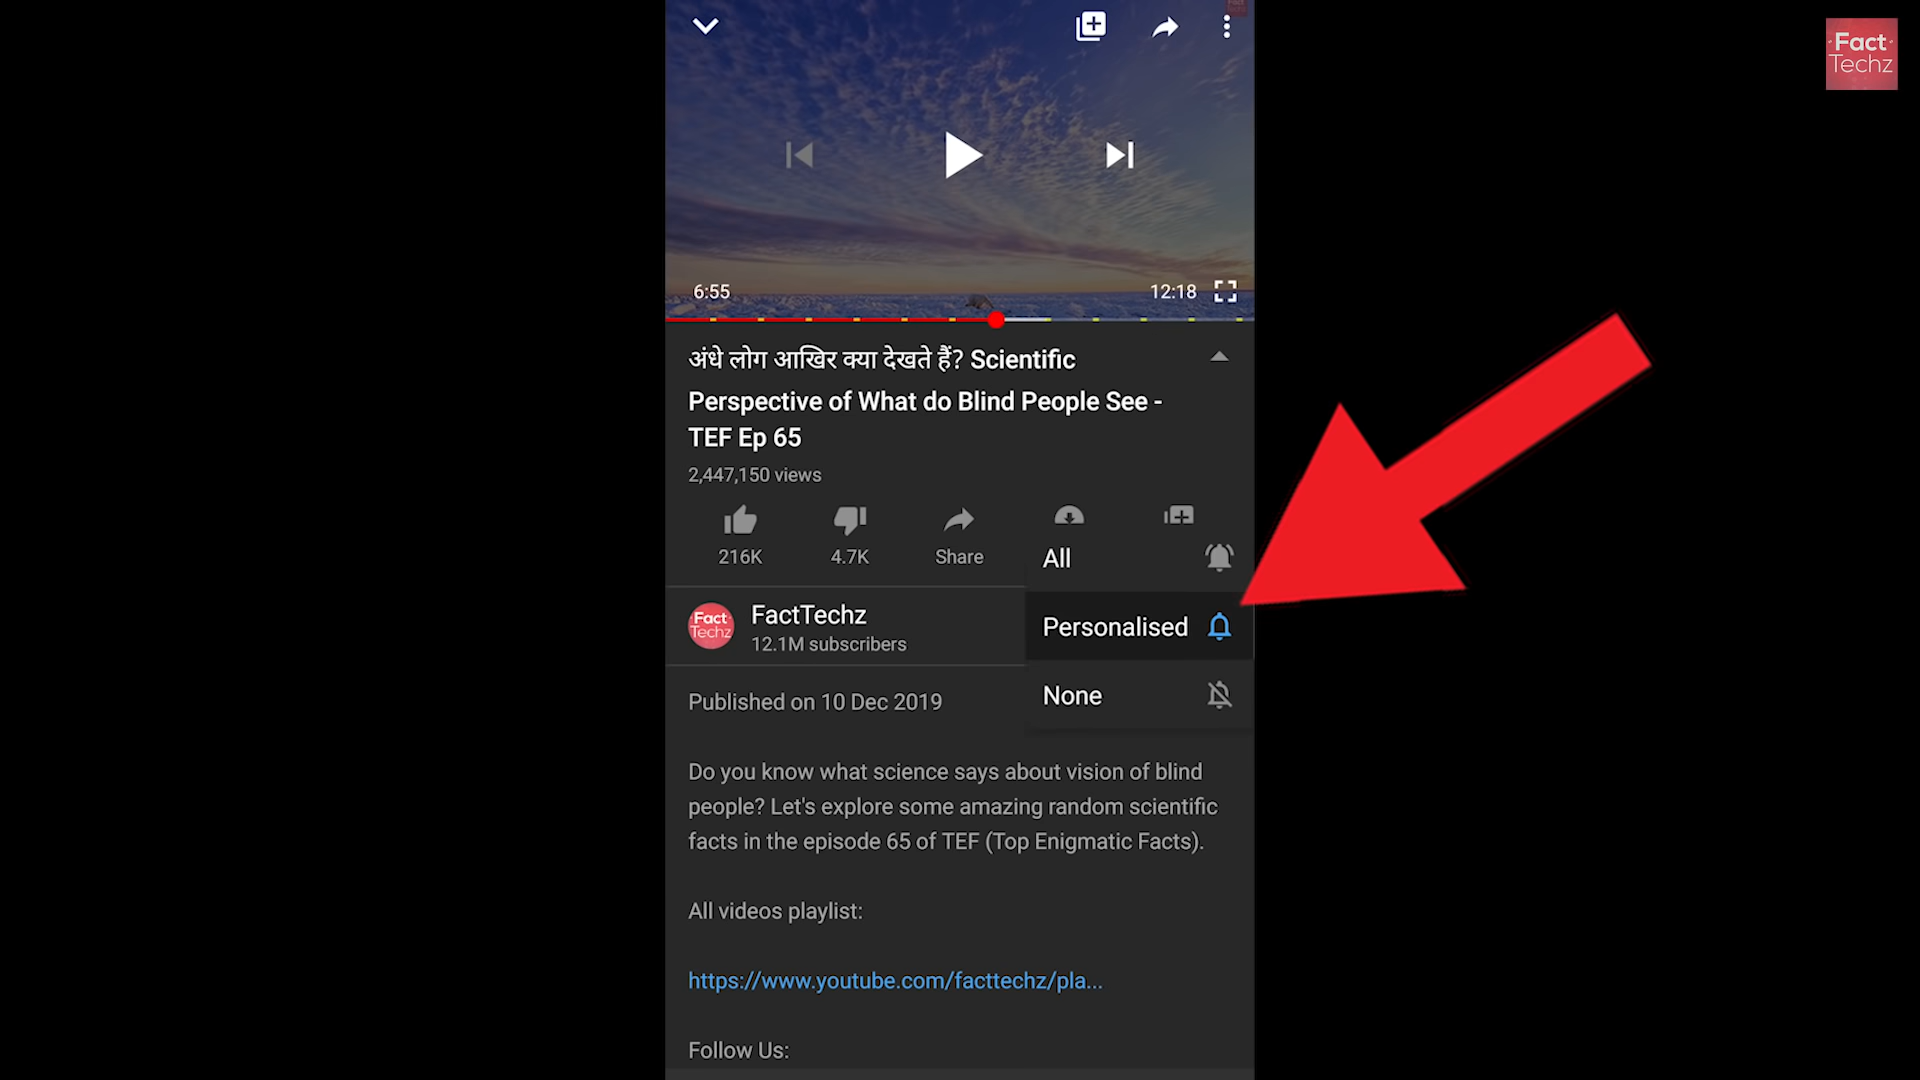 Fact
Techz
6:55
12:18
अंधे लोग आखिर क्या देखते हैं? Scientific
Perspective of What do Blind People See -
TEF Ep 65
2,447,150 views
216K
4.7K
Share
All
FactTechz
12.1M subscribers
Fact
Techz
Personalised
None
Published on 10 Dec 2019
Do you know what science says about vision of blind
people? Let's explore some amazing random scientific
facts in the episode 65 of TEF (Top Enigmatic Facts).
All videos playlist:
https://www.youtube.com/facttechz/pla...
Follow Us: